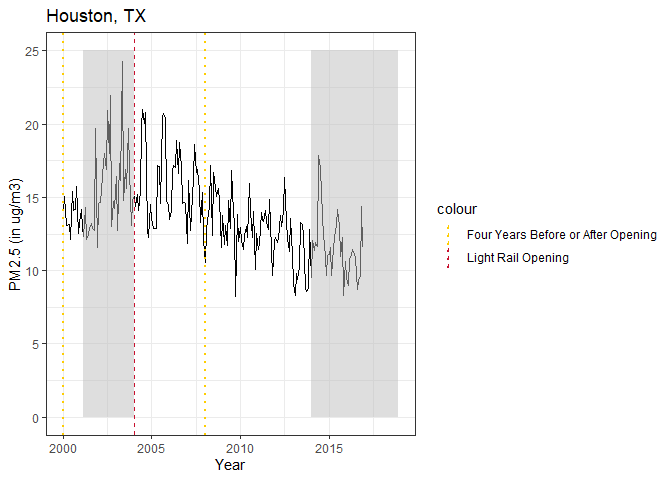 Houston, TX
PM2.5 (in ug/m3)
25
20
15
10
5
0
2000 2005 2010 2015
Year
colour
Four Years Before or After Opening
Light Rail Opening